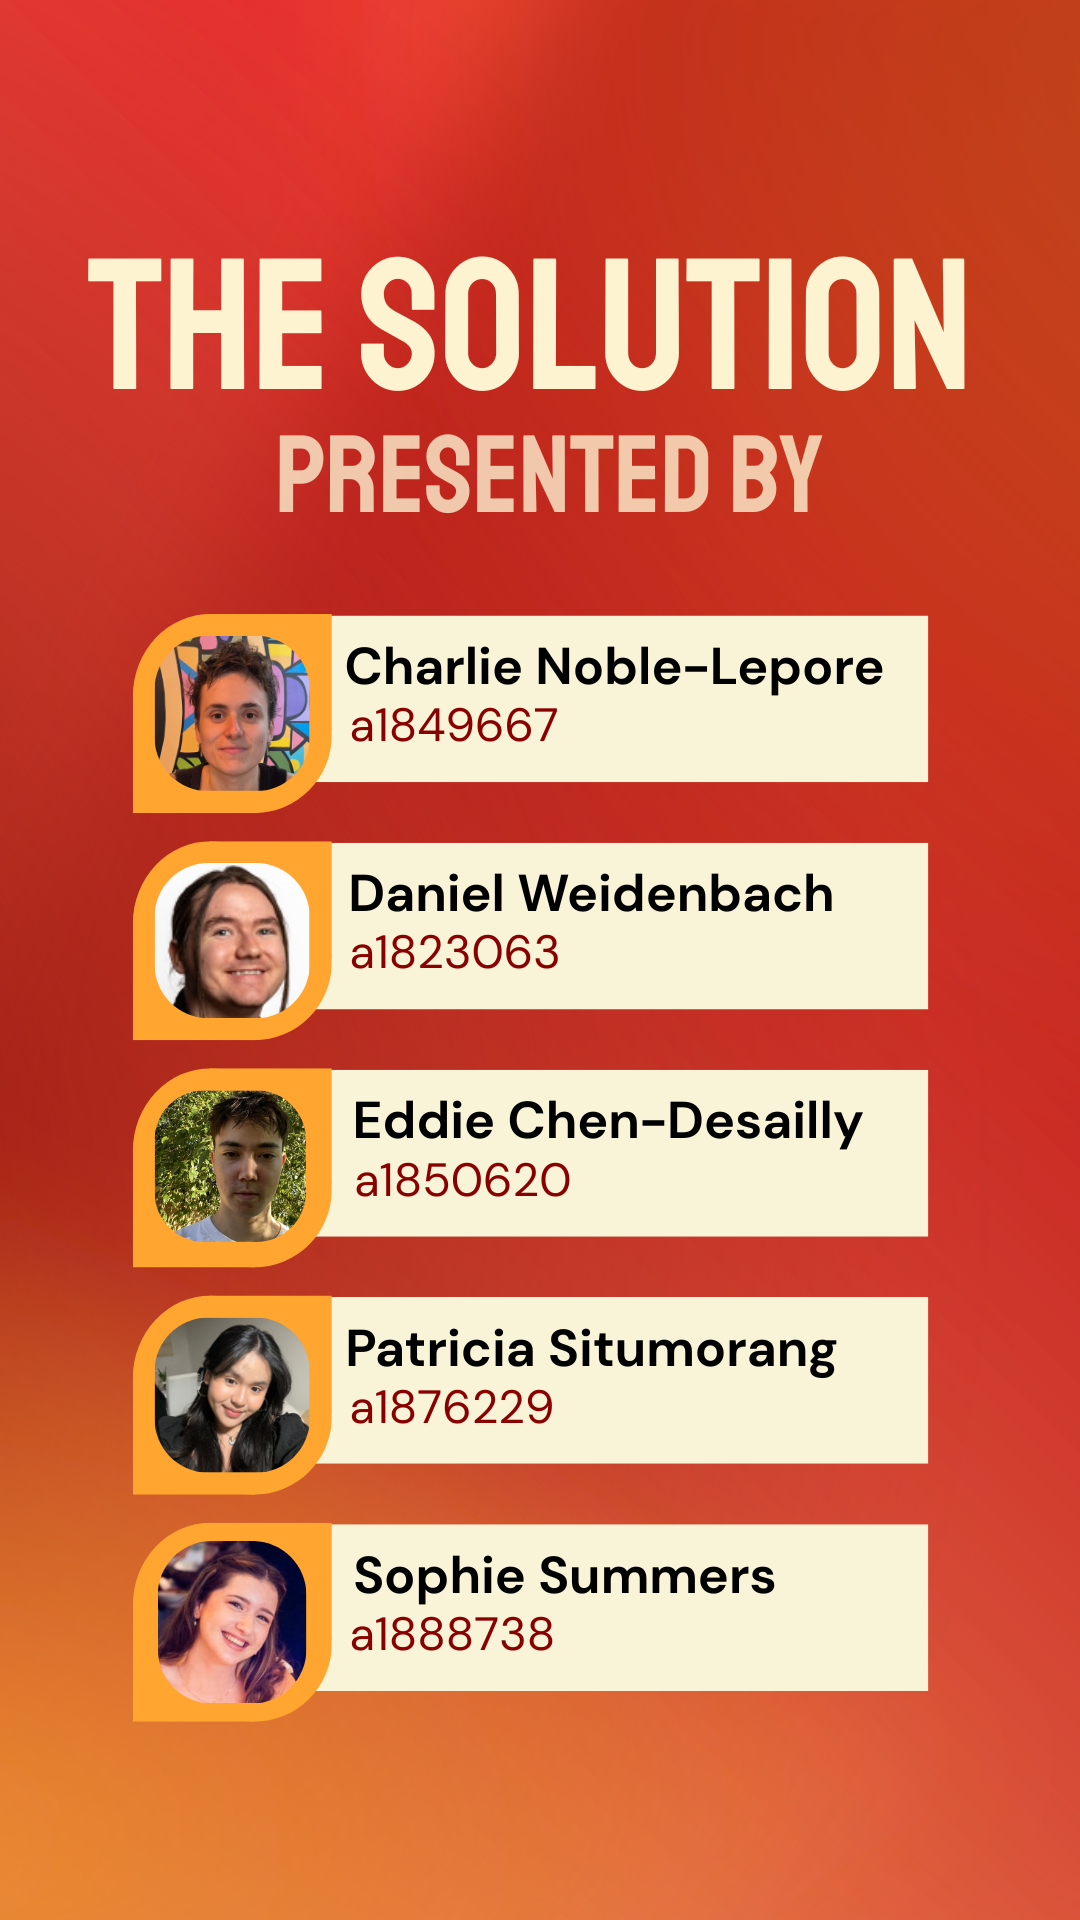 THE SOLUTION
PRESENTED BY
Charlie Noble-Lepore
a1849667
Daniel Weidenbach
a1823063
Eddie Chen-Desailly
a1850620
Patricia Situmorang
a1876229
Sophie Summers
a1888738